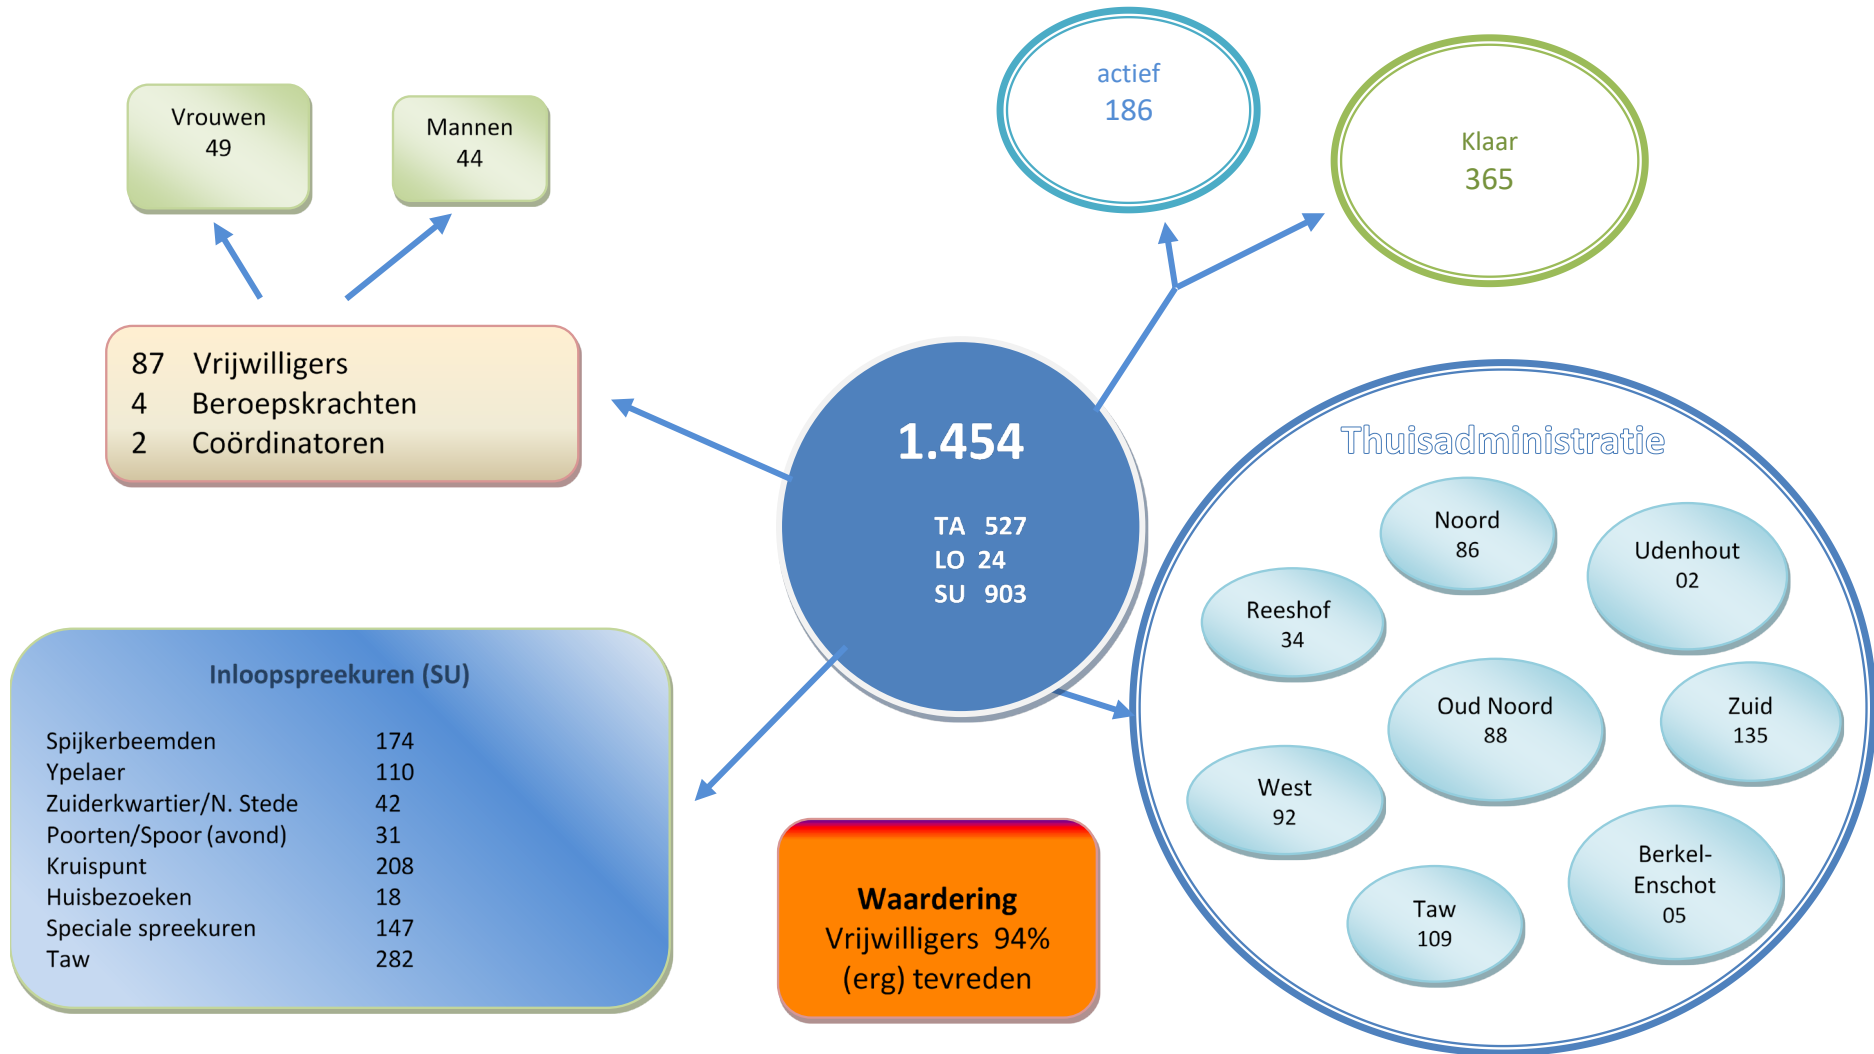 Vrouwen
49
Mannen
44
actief
186
Klaar
365
87 Vrijwilligers
4 Beroepskrachten
2 Coördinatoren
1.454
TA 527
LO 24
SU 903
Thuisadministratie
Noord
86
Udenhout
02
Reeshof
34
Oud Noord
88
Zuid
135
West
92
Berkel-
Enschot
05
Taw
109
Inloopspreekuren (SU)
Spijkerbeemden 174
Ypelaer 110
Zuiderkwartier/N. Stede 42
Poorten/Spoor (avond) 31
Kruispunt 208
Huisbezoeken 18
Speciale spreekuren 147
Taw 282
Waardering
Vrijwilligers 94%
(erg) tevreden